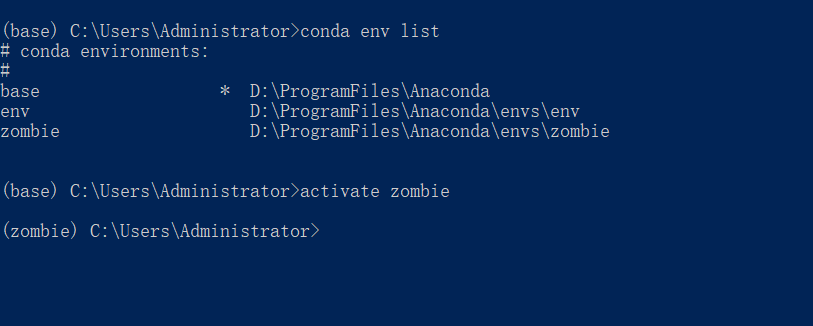 (base) C:\Users\Administrator>conda env list
# conda environments:
#
base                  *  D:\ProgramFiles\Anaconda
env                      D:\ProgramFiles\Anaconda\envs\env
zombie                   D:\ProgramFiles\Anaconda\envs\zombie
(base) C:\Users\Administrator>activate zombie
(zombie) C:\Users\Administrator>